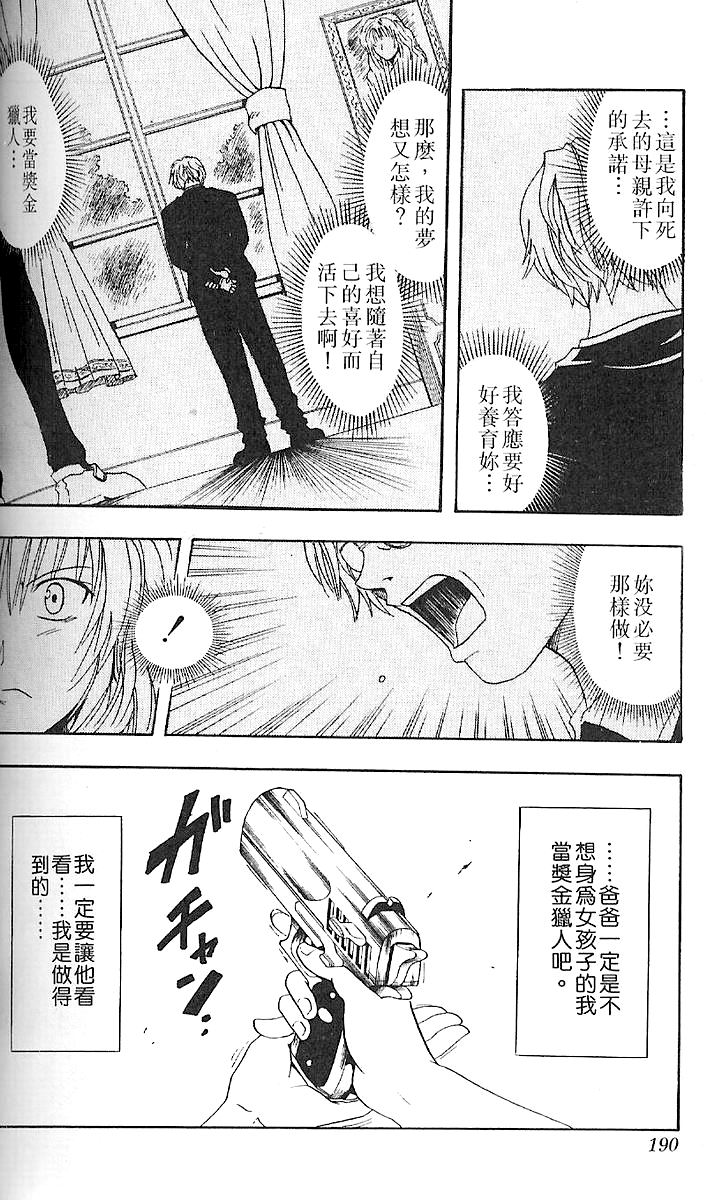 …這是我向死
去的母親許下
的承諾…
我答應要好
好養育妳…
那麼，我的夢
想又怎樣？
我想隨著自
己的喜好而
活下去啊！
我要當獎金
獵人…
妳没必要
那樣做！
！
……爸爸一定是不
想身爲女孩子的我
當獎金獵人吧。
ガチャン
我一定要讓他看
看……我是做得
到的……
190